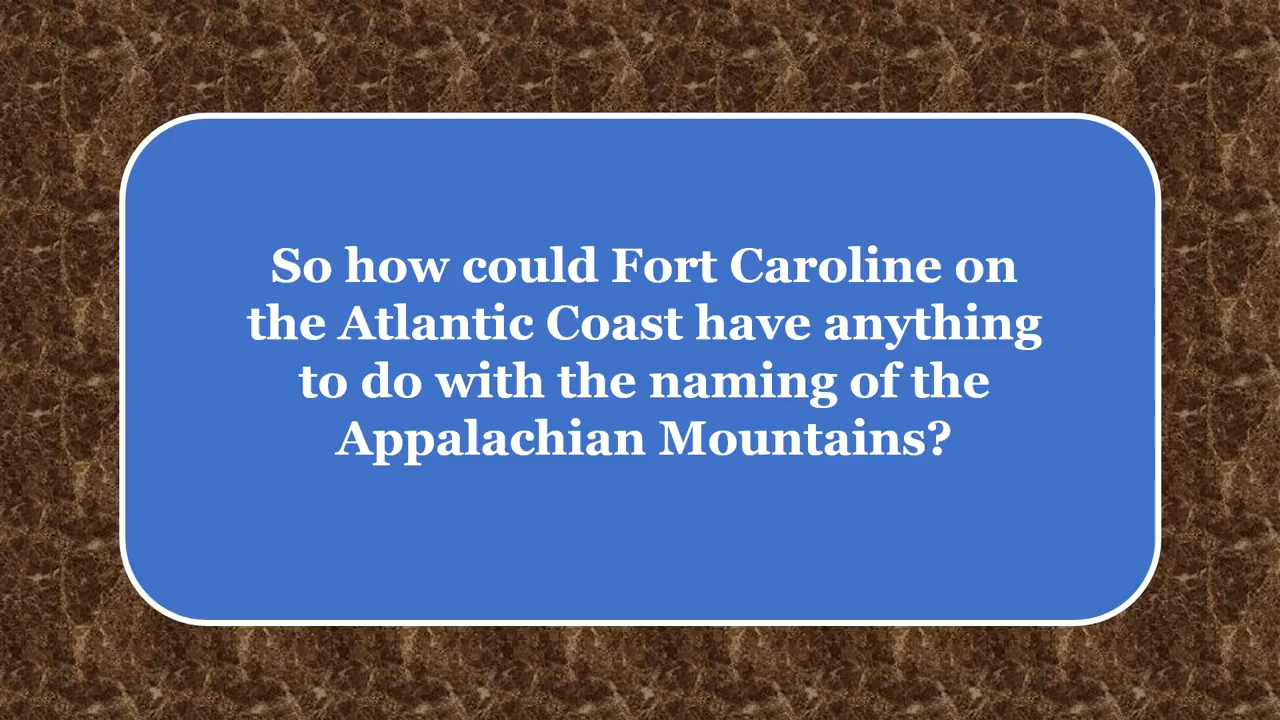 So how could Fort Caroline on
the Atlantic Coast have anything
to do with the naming of the
Appalachian Mountains?